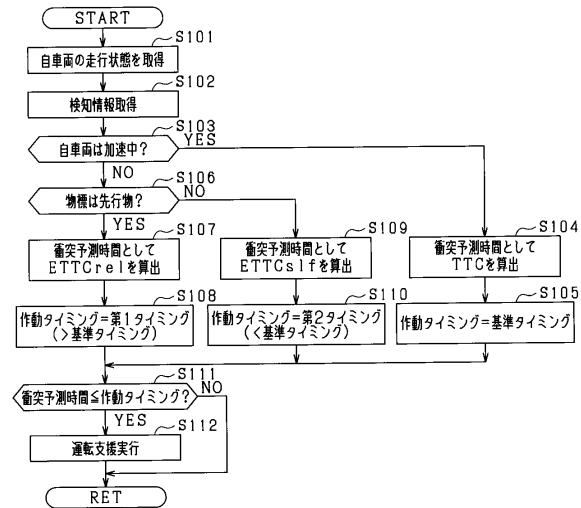 START
S101
自車両の走行状態を取得
S102
検知情報取得
S103
自車両は加速中?
YES
NO
S106
物標は先行物?
NO
YES
S107
衝突予測時間として
ETTCrelを算出
S109
衝突予測時間として
ETTCslfを算出
S104
衝突予測時間として
TTCを算出
S108
作動タイミング=第1タイミング
(>基準タイミング)
S110
作動タイミング=第2タイミング
(<基準タイミング)
S105
作動タイミング=基準タイミング
S111
衝突予測時間≦作動タイミング?
NO
YES
S112
運転支援実行
RET